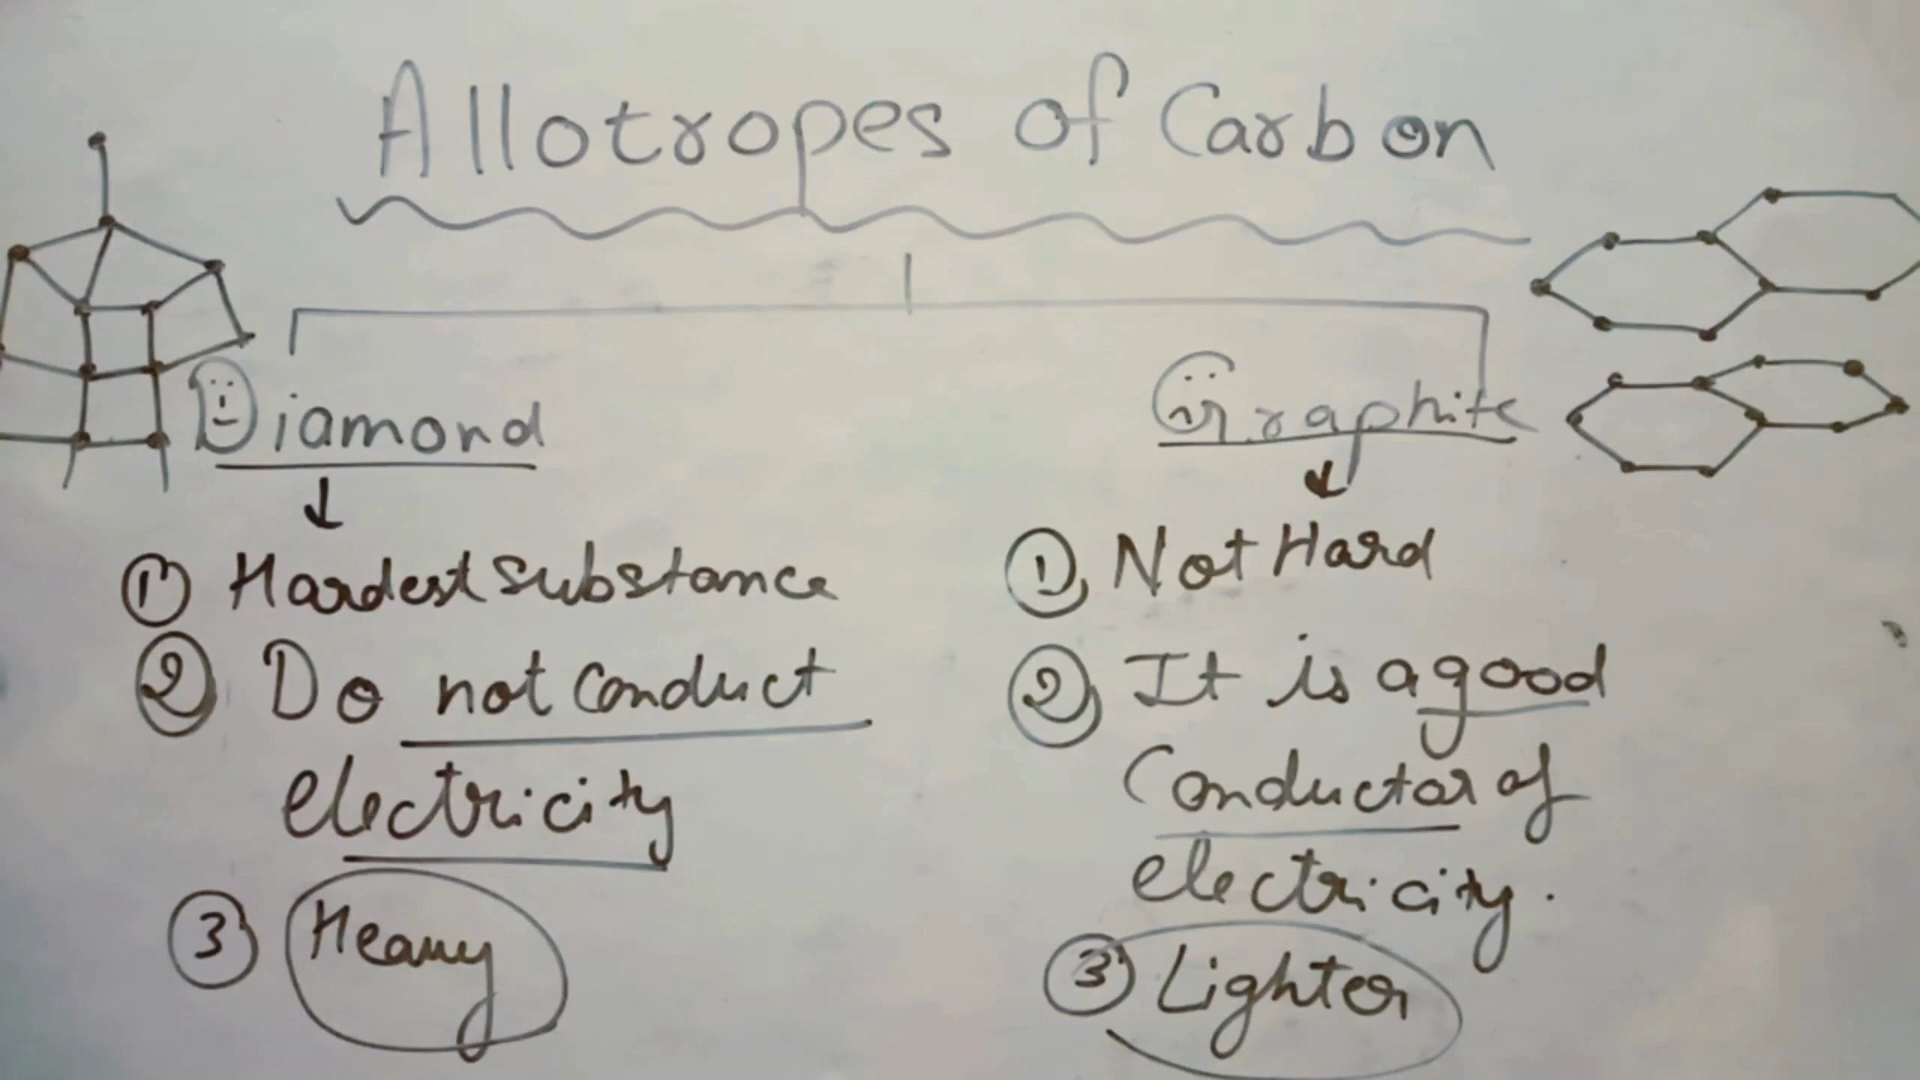 Allotropes of Carbon
Diamond
① Hardest substance
② Do not conduct
electricity
③ Heavy
Graphite
① Not Hard
② It is a good
Conductor of
electricity.
③ Lighter